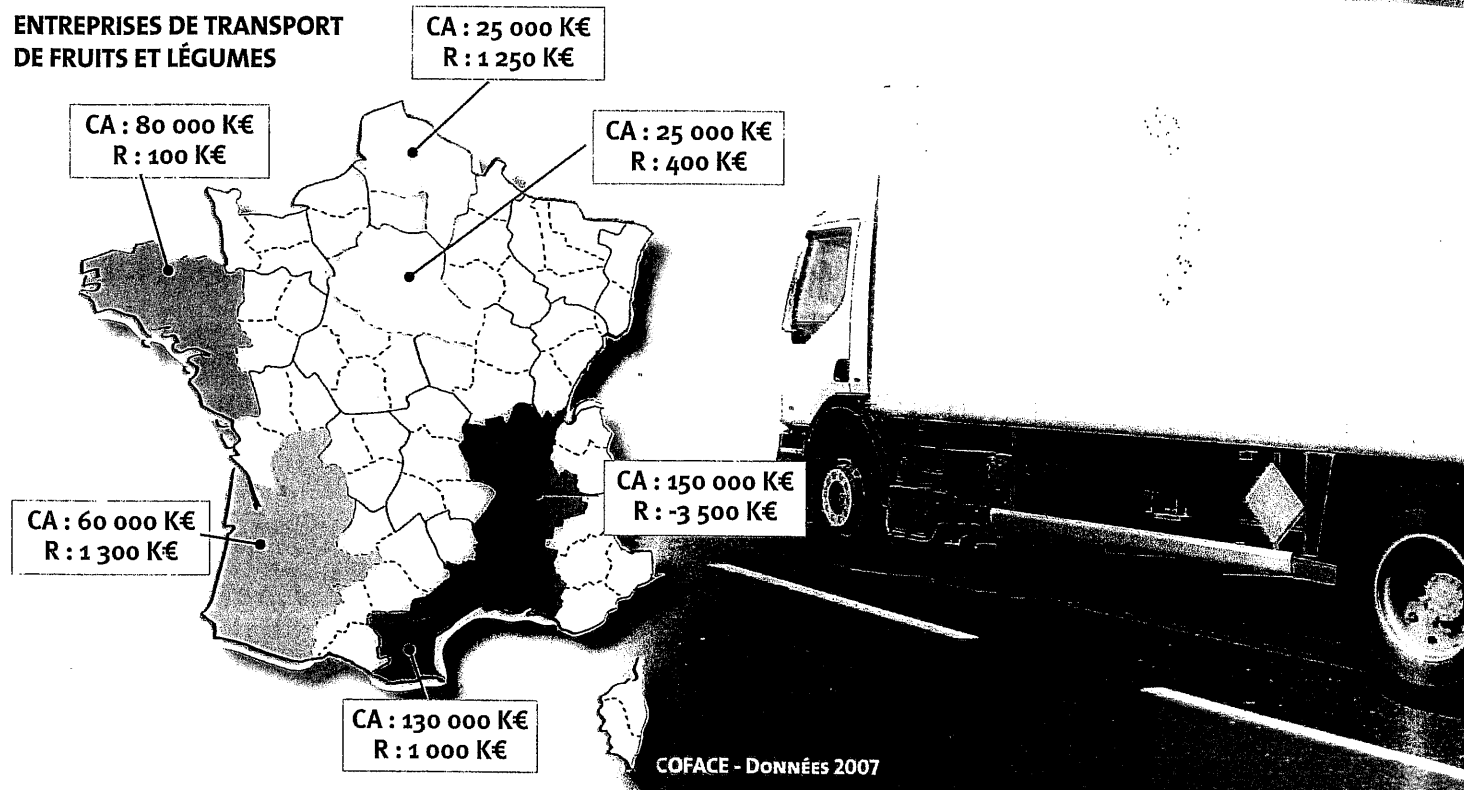 ENTREPRISES DE TRANSPORT
DE FRUITS ET LÉGUMES
CA : 25 000 K€
R : 1 250 K€
CA : 80 000 K€
R : 100 K€
CA : 25 000 K€
R : 400 K€
CA : 150 000 K€
R : -3 500 K€
CA : 60 000 K€
R : 1 300 K€
CA : 130 000 K€
R : 1 000 K€
COFACE - DONNÉES 2007